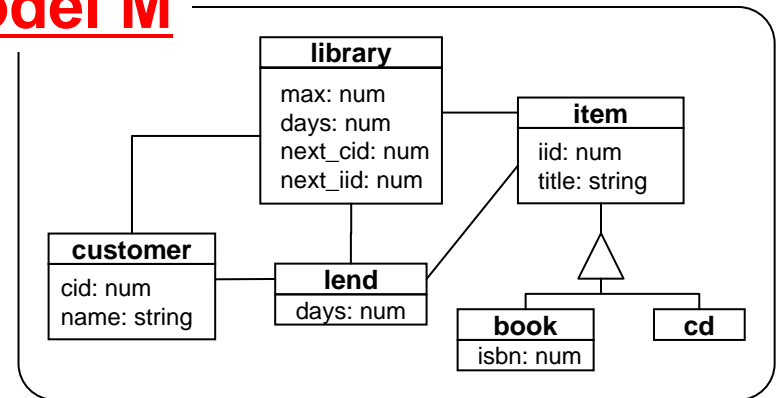 odel M
library
max: num
days: num
next_cid: num
next_iid: num
item
iid: num
title: string
customer
cid: num
name: string
lend
days: num
book
isbn: num
cd